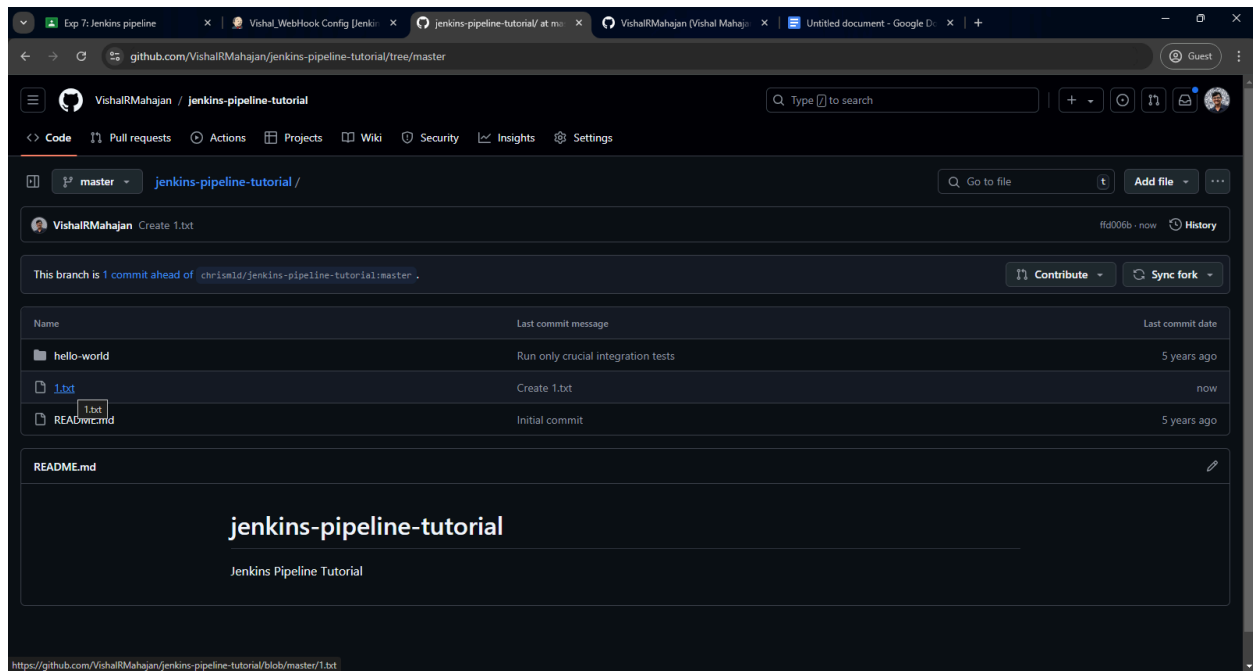 Exp 7: Jenkins pipeline
Vishal_WebHook Config [Jenkin
jenkins-pipeline-tutorial/ at ma
VishalRMahajan (Vishal Mahaja
Untitled document - Google Do
github.com/VishalRMahajan/jenkins-pipeline-tutorial/tree/master
Guest
VishalRMahajan / jenkins-pipeline-tutorial
Type / to search
Code Pull requests Actions Projects Wiki Security Insights Settings
master jenkins-pipeline-tutorial /
Go to file t
Add file
VishalRMahajan Create 1.txt
ffd006b · now History
This branch is 1 commit ahead of chrismld/jenkins-pipeline-tutorial:master .
Contribute Sync fork
Name Last commit message Last commit date
hello-world Run only crucial integration tests 5 years ago
1.txt Create 1.txt now
1.txt
README.md Initial commit 5 years ago
README.md
jenkins-pipeline-tutorial
Jenkins Pipeline Tutorial
https://github.com/VishalRMahajan/jenkins-pipeline-tutorial/blob/master/1.txt